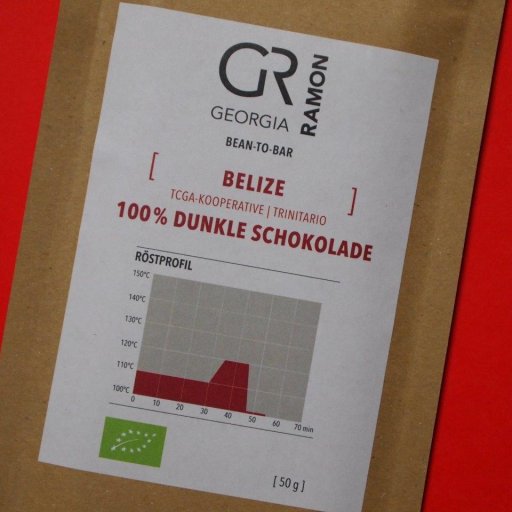 GR
GEORGIA
RAMON
BEAN-TO-BAR
[ BELIZE ]
TCGA-KOOPERATIVE | TRINITARIO
100% DUNKLE SCHOKOLADE
RÖSTPROFIL
150°C
140°C
130°C
120°C
110°C
100°C
0 10 20 30 40 50 60 70 min
[ 50 g ]